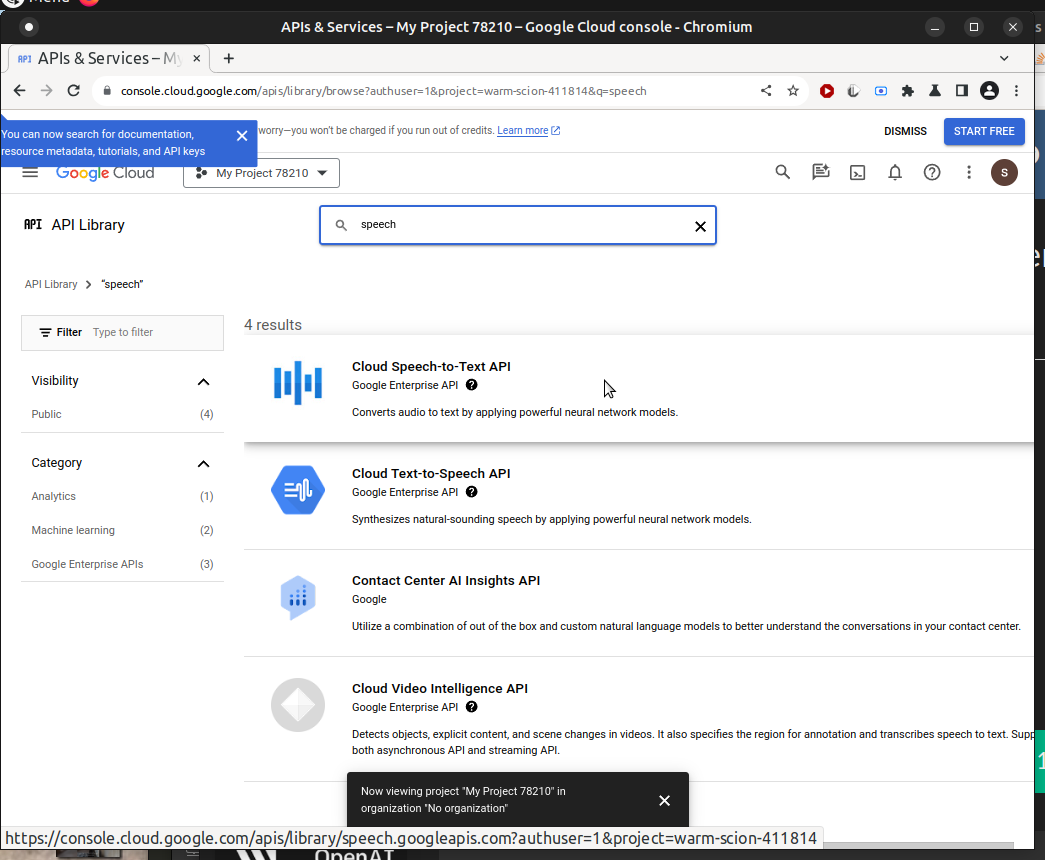 Menu
APIs & Services – My Project 78210 – Google Cloud console - Chromium
API APIs & Services – My
console.cloud.google.com/apis/library/browse?authuser=1&project=warm-scion-411814&q=speech
You can now search for documentation,
resource metadata, tutorials, and API keys
worry—you won't be charged if you run out of credits. Learn more
DISMISS
START FREE
Google Cloud
My Project 78210
S
API API Library
speech
API Library
"speech"
Filter Type to filter
4 results
Visibility
Public (4)
Category
Analytics (1)
Machine learning (2)
Google Enterprise APIs (3)
Cloud Speech-to-Text API
Google Enterprise API
Converts audio to text by applying powerful neural network models.
Cloud Text-to-Speech API
Google Enterprise API
Synthesizes natural-sounding speech by applying powerful neural network models.
Contact Center AI Insights API
Google
Utilize a combination of out of the box and custom natural language models to better understand the conversations in your contact center.
Cloud Video Intelligence API
Google Enterprise API
Detects objects, explicit content, and scene changes in videos. It also specifies the region for annotation and transcribes speech to text. Supp
both asynchronous API and streaming API.
Now viewing project "My Project 78210" in
organization "No organization"
https://console.cloud.google.com/apis/library/speech.googleapis.com?authuser=1&project=warm-scion-411814
OpenAI